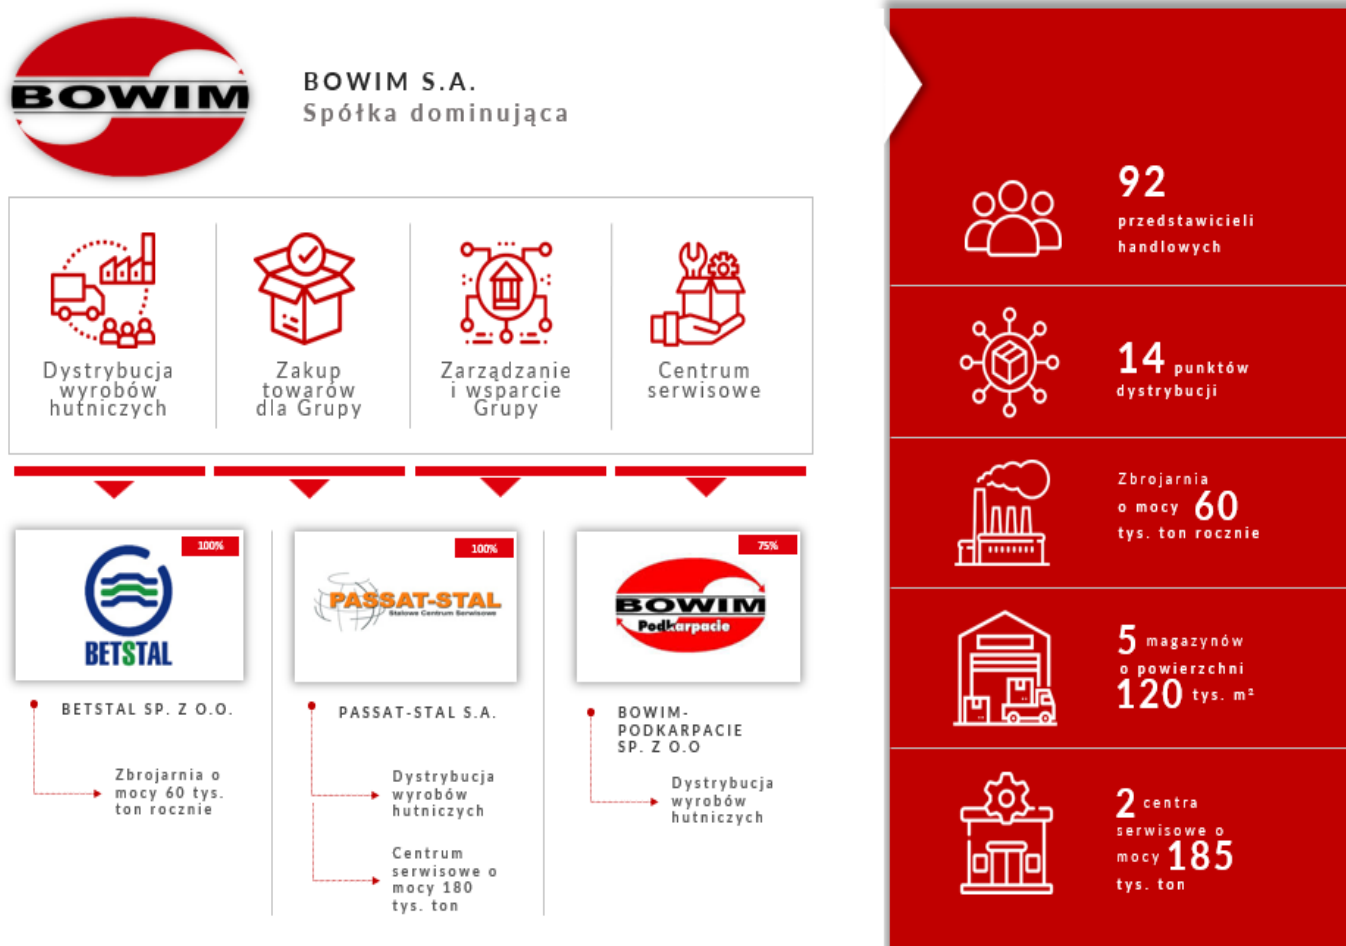 BOWIM
BOWIM S.A.
Spółka dominująca
Dystrybucja
wyrobów
hutniczych
Zakup
towarów
dla Grupy
Zarządzanie
i wsparcie
Grupy
Centrum
serwisowe
100%
BETSTAL
100%
PASSAT-STAL
Stalowe Centrum Serwisowe
75%
BOWIM
Podkarpacie
BETSTAL SP. Z O.O.
Zbrojarnia o
mocy 60 tys.
ton rocznie
PASSAT-STAL S.A.
Dystrybucja
wyrobów
hutniczych
Centrum
serwisowe o
mocy 180
tys. ton
BOWIM-
PODKARPACIE
SP. Z O.O
Dystrybucja
wyrobów
hutniczych
92
przedstawicieli
handlowych
14 punktów
dystrybucji
Zbrojarnia
o mocy 60
tys. ton rocznie
5 magazynów
o powierzchni
120 tys. m²
2 centra
serwisowe o
mocy 185
tys. ton